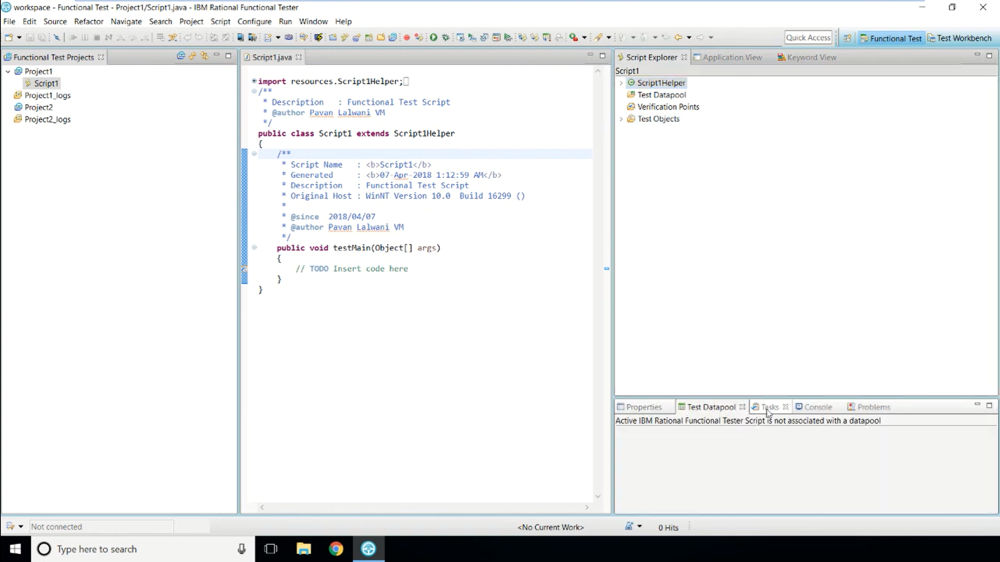 workspace - Functional Test - Project1/Script1.java - IBM Rational Functional Tester
File Edit Source Refactor Navigate Search Project Script Configure Run Window Help
Quick Access Functional Test Test Workbench
Functional Test Projects
Project1
Script1
Project1_logs
Project2
Project2_logs
Script1.java
import resources.Script1Helper;
/**
* Description : Functional Test Script
* @author Pavan Lalwani VM
*/
public class Script1 extends Script1Helper
{
/**
* Script Name : <b>Script1</b>
* Generated : <b>07-Apr-2018 1:12:59 AM</b>
* Description : Functional Test Script
* Original Host : WinNT Version 10.0 Build 16299 ()
*
* @since 2018/04/07
* @author Pavan Lalwani VM
*/
public void testMain(Object[] args)
{
// TODO Insert code here
}
}
Script Explorer Application View Keyword View
Script1
Script1Helper
Test Datapool
Verification Points
Test Objects
Properties Test Datapool Tasks Console Problems
Active IBM Rational Functional Tester Script is not associated with a datapool
Not connected <No Current Work> 0 Hits
Type here to search